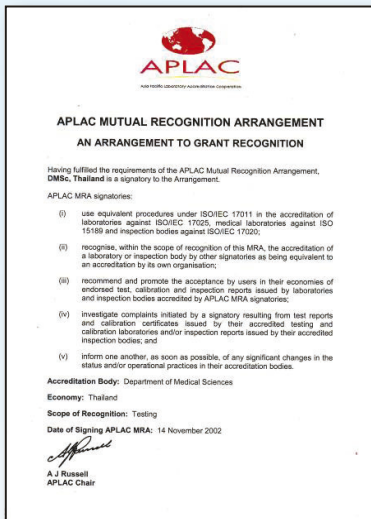 APLAC
Asia Pacific Laboratory Accreditation Cooperation
APLAC MUTUAL RECOGNITION ARRANGEMENT
AN ARRANGEMENT TO GRANT RECOGNITION
Having fulfilled the requirements of the APLAC Mutual Recognition Arrangement,
DMSc, Thailand is a signatory to the Arrangement.
APLAC MRA signatories:
(i) use equivalent procedures under ISO/IEC 17011 in the accreditation of
laboratories against ISO/IEC 17025, medical laboratories against ISO
15189 and inspection bodies against ISO/IEC 17020;
(ii) recognise, within the scope of recognition of this MRA, the accreditation of
a laboratory or inspection body by other signatories as being equivalent to
an accreditation by its own organisation;
(iii) recommend and promote the acceptance by users in their economies of
endorsed test, calibration and inspection reports issued by laboratories
and inspection bodies accredited by APLAC MRA signatories;
(iv) investigate complaints initiated by a signatory resulting from test reports
and calibration certificates issued by their accredited testing and
calibration laboratories and/or inspection reports issued by their accredited
inspection bodies; and
(v) inform one another, as soon as possible, of any significant changes in the
status and/or operational practices in their accreditation bodies.
Accreditation Body: Department of Medical Sciences
Economy: Thailand
Scope of Recognition: Testing
Date of Signing APLAC MRA: 14 November 2002
A J Russell
APLAC Chair